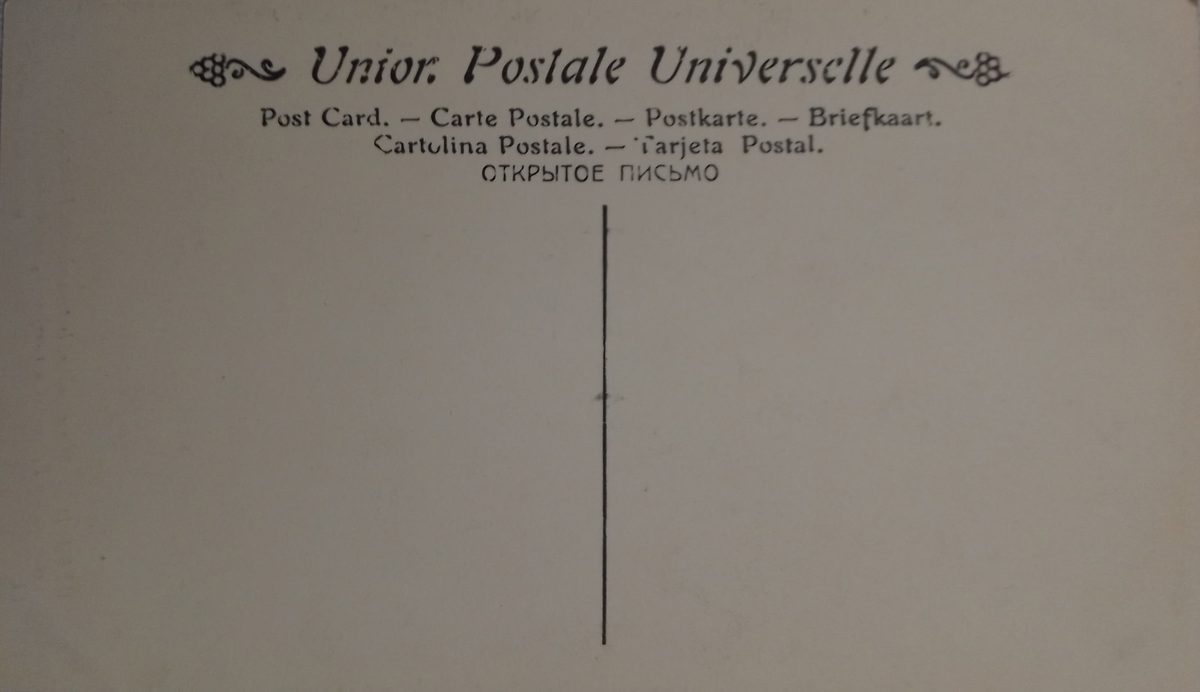 Union Postale Universelle
Post Card. — Carte Postale. — Postkarte. — Briefkaart.
Cartolina Postale. — Tarjeta Postal.
ОТКРЫТОЕ ПИСЬМО